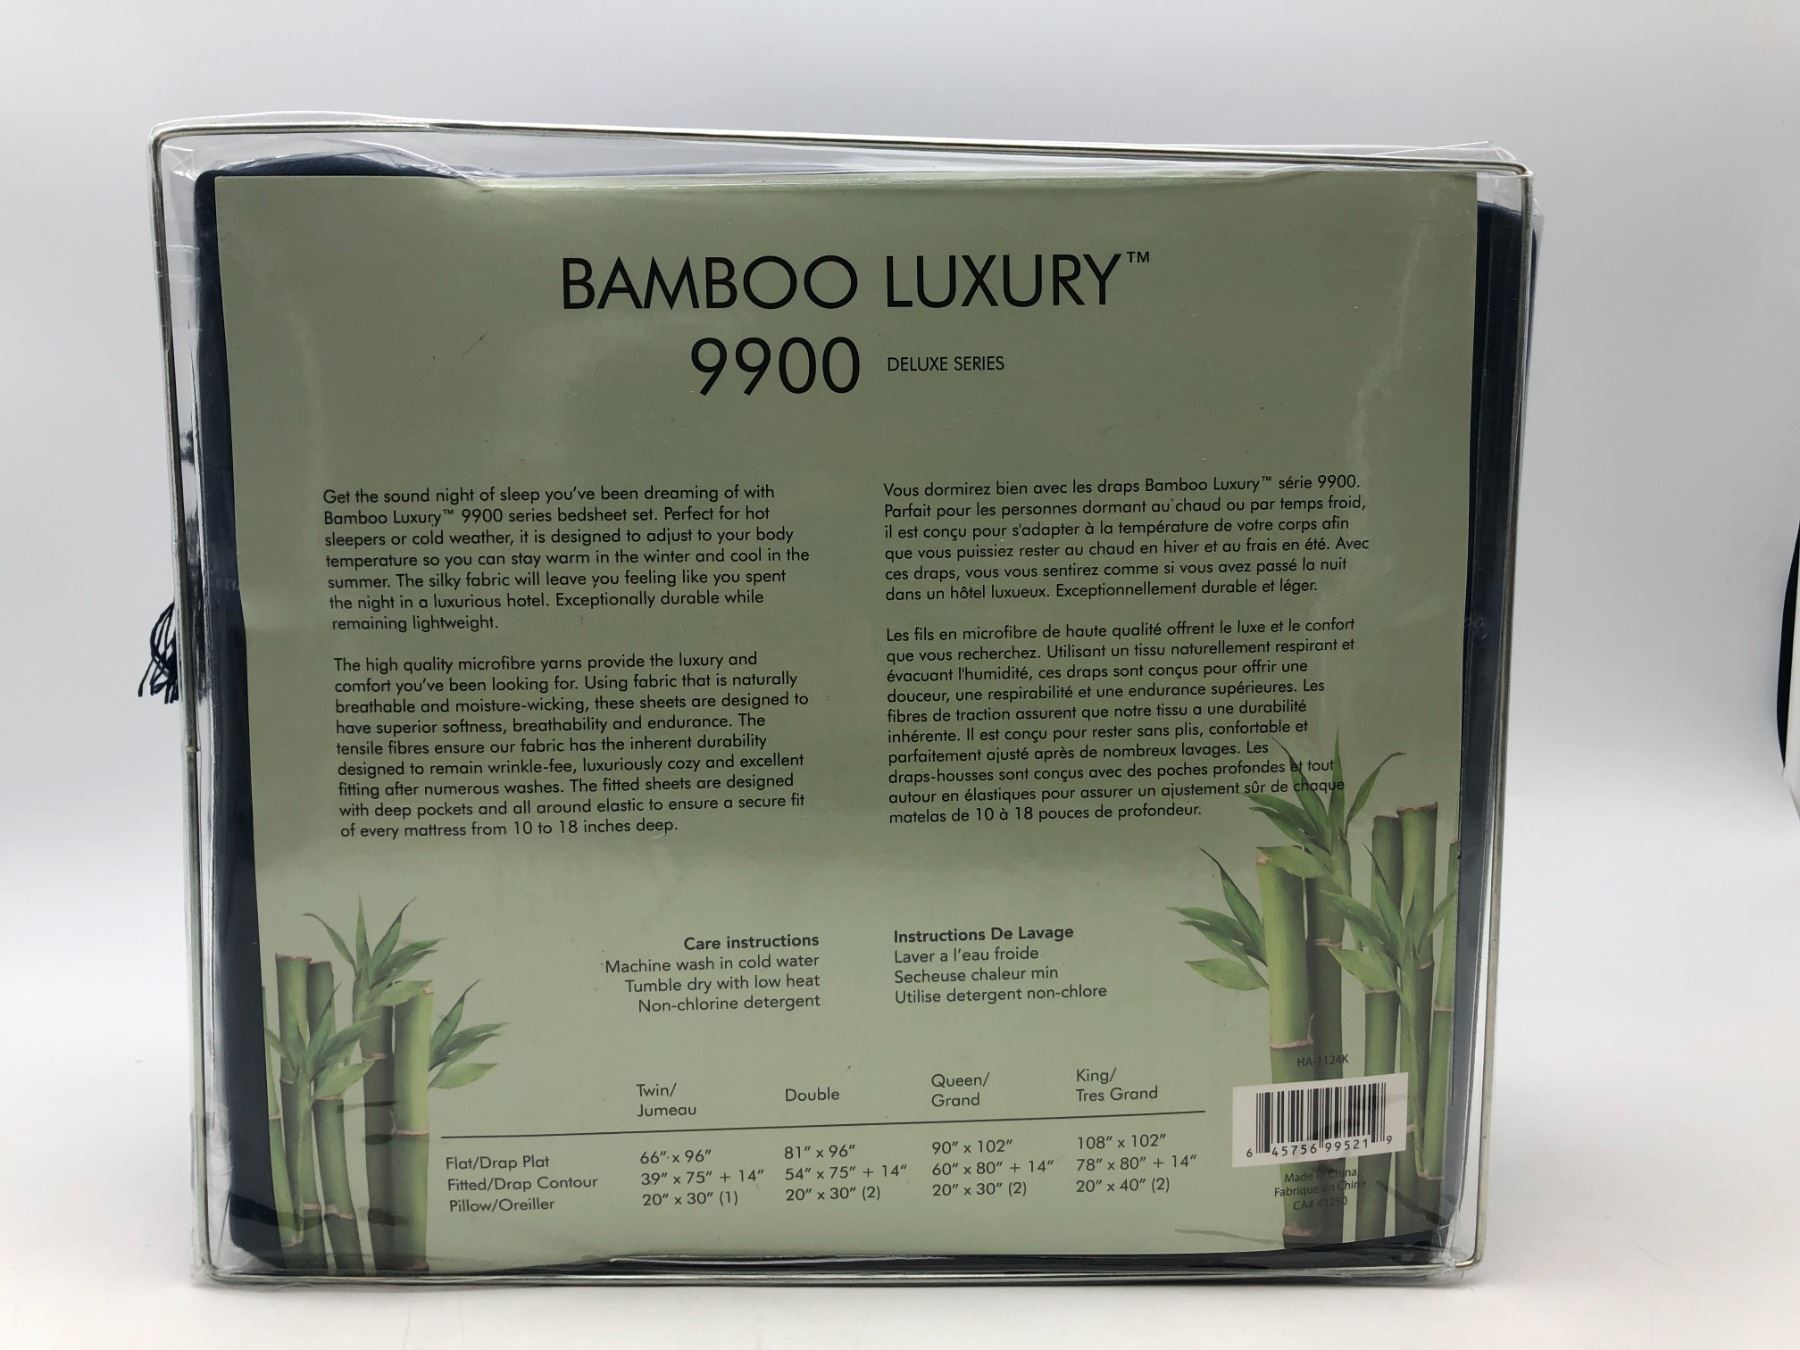 BAMBOO LUXURY™
9900 DELUXE SERIES
Get the sound night of sleep you've been dreaming of with
Bamboo Luxury™ 9900 series bedsheet set. Perfect for hot
sleepers or cold weather, it is designed to adjust to your body
temperature so you can stay warm in the winter and cool in the
summer. The silky fabric will leave you feeling like you spent
the night in a luxurious hotel. Exceptionally durable while
remaining lightweight.
The high quality microfibre yarns provide the luxury and
comfort you've been looking for. Using fabric that is naturally
breathable and moisture-wicking, these sheets are designed to
have superior softness, breathability and endurance. The
tensile fibres ensure our fabric has the inherent durability
designed to remain wrinkle-fee, luxuriously cozy and excellent
fitting after numerous washes. The fitted sheets are designed
with deep pockets and all around elastic to ensure a secure fit
of every mattress from 10 to 18 inches deep.
Vous dormirez bien avec les draps Bamboo Luxury™ série 9900.
Parfait pour les personnes dormant au chaud ou par temps froid,
il est conçu pour s'adapter à la température de votre corps afin
que vous puissiez rester au chaud en hiver et au frais en été. Avec
ces draps, vous vous sentirez comme si vous avez passé la nuit
dans un hôtel luxueux. Exceptionnellement durable et léger.
Les fils en microfibre de haute qualité offrent le luxe et le confort
que vous recherchez. Utilisant un tissu naturellement respirant et
évacuant l'humidité, ces draps sont conçus pour offrir une
douceur, une respirabilité et une endurance supérieures. Les
fibres de traction assurent que notre tissu a une durabilité
inhérente. Il est conçu pour rester sans plis, confortable et
parfaitement ajusté après de nombreux lavages. Les
draps-housses sont conçus avec des poches profondes et tout
autour en élastiques pour assurer un ajustement sûr de chaque
matelas de 10 à 18 pouces de profondeur.
Care instructions
Machine wash in cold water
Tumble dry with low heat
Non-chlorine detergent
Instructions De Lavage
Laver a l'eau froide
Secheuse chaleur min
Utilise detergent non-chlore
Twin/ Double Queen/ King/
Jumeau Grand Tres Grand
Flat/Drap Plat 66" x 96" 81" x 96" 90" x 102" 108" x 102"
Fitted/Drap Contour 39" x 75" + 14" 54" x 75" + 14" 60" x 80" + 14" 78" x 80" + 14"
Pillow/Oreiller 20" x 30" (1) 20" x 30" (2) 20" x 30" (2) 20" x 40" (2)
HA-1124K
6 45756 99521 9
Made in China
Fabrique en Chine
CA# 43250